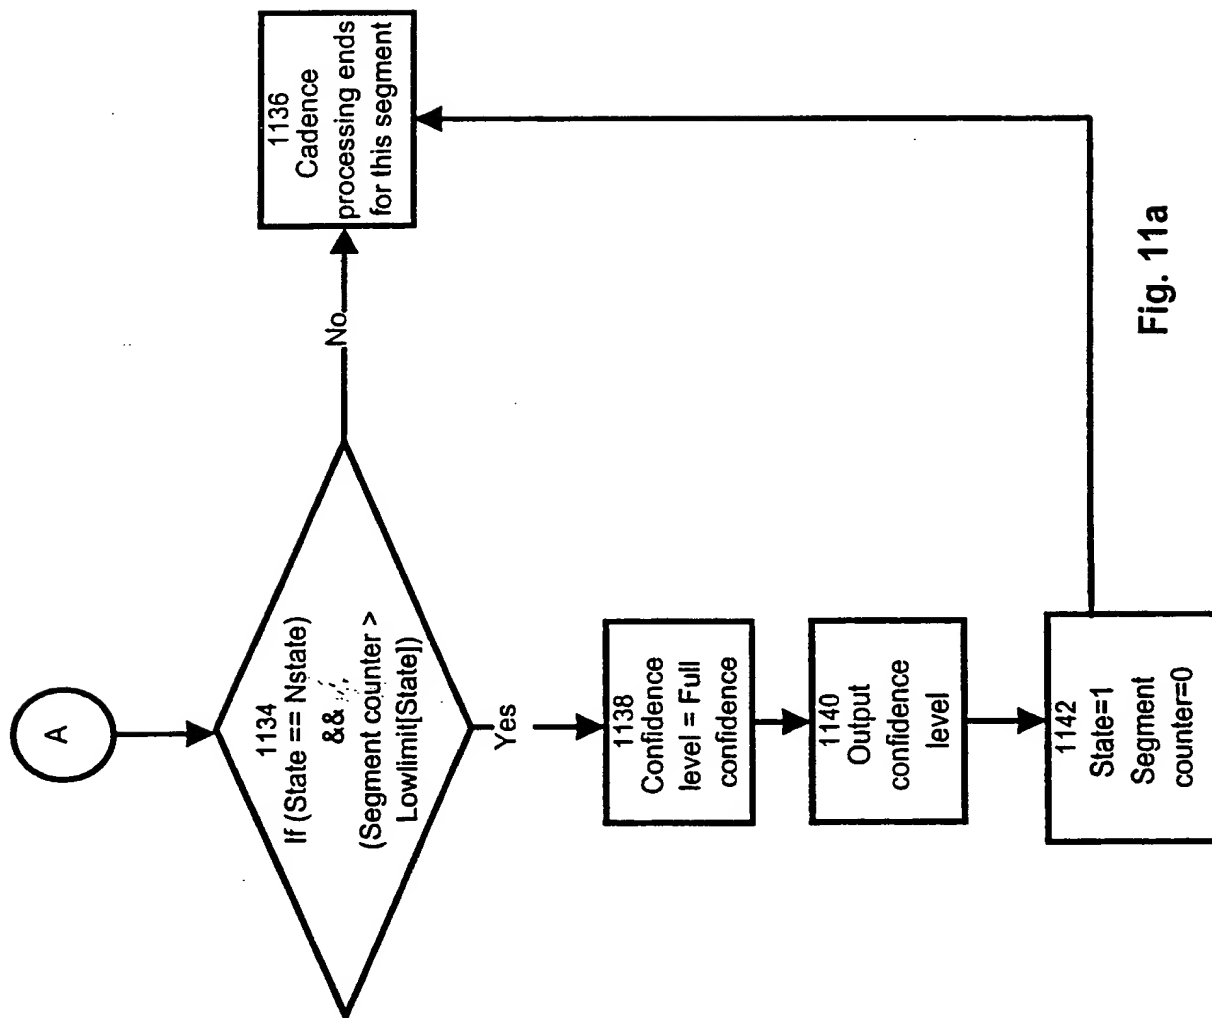 A
1134
If (State == Nstate)
&&
(Segment counter >
Lowlimit[State])
No
1136
Cadence
processing ends
for this segment
Yes
1138
Confidence
level = Full
confidence
1140
Output
confidence
level
1142
State=1
Segment
counter=0
Fig. 11a